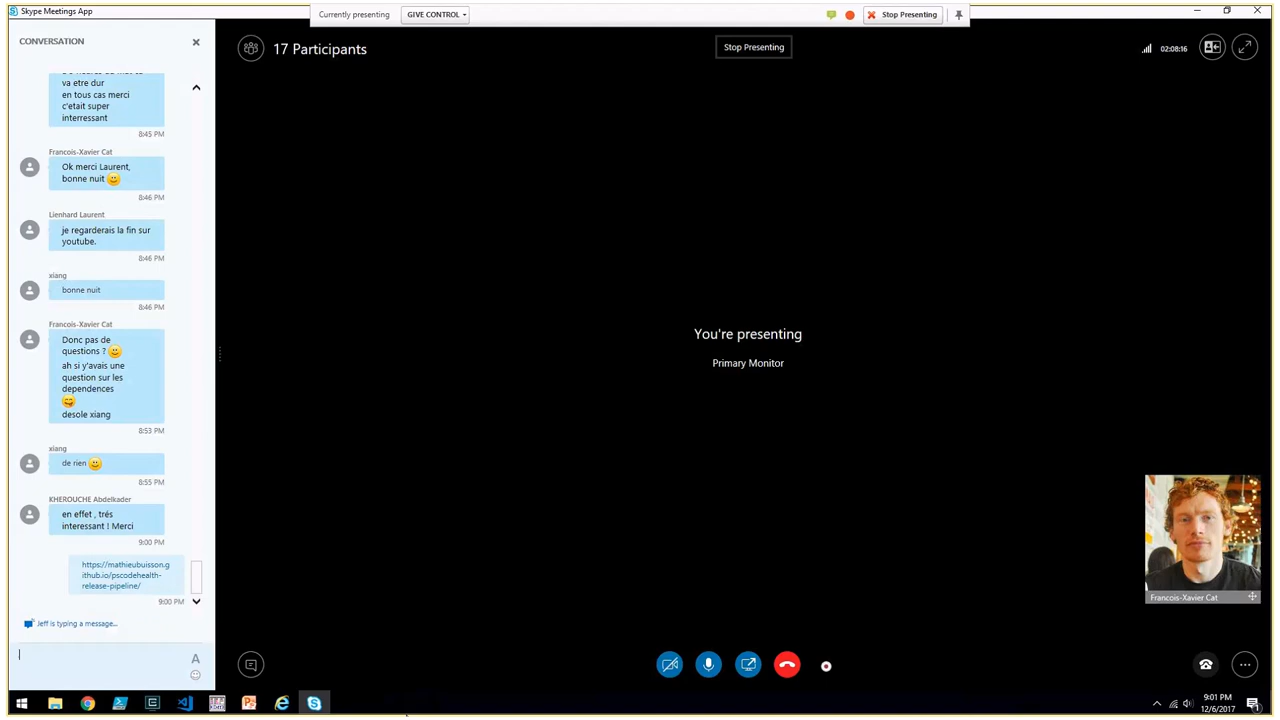 Skype Meetings App
Currently presenting
GIVE CONTROL
Stop Presenting
CONVERSATION
17 Participants
Stop Presenting
02:08:16
va etre dur
en tous cas merci
c'etait super
interressant
8:45 PM
Francois-Xavier Cat
Ok merci Laurent,
bonne nuit
8:46 PM
Lienhard Laurent
je regarderais la fin sur
youtube.
8:46 PM
xiang
bonne nuit
8:46 PM
Francois-Xavier Cat
Donc pas de
questions ?
ah si y'avais une
question sur les
dependences
desole xiang
8:53 PM
xiang
de rien
8:55 PM
KHEROUCHE Abdelkader
en effet , trés
interessant ! Merci
9:00 PM
https://mathieubuisson.g
ithub.io/pscodehealth-
release-pipeline/
9:00 PM
Jeff is typing a message...
A
You're presenting
Primary Monitor
Francois-Xavier Cat
9:01 PM
12/6/2017